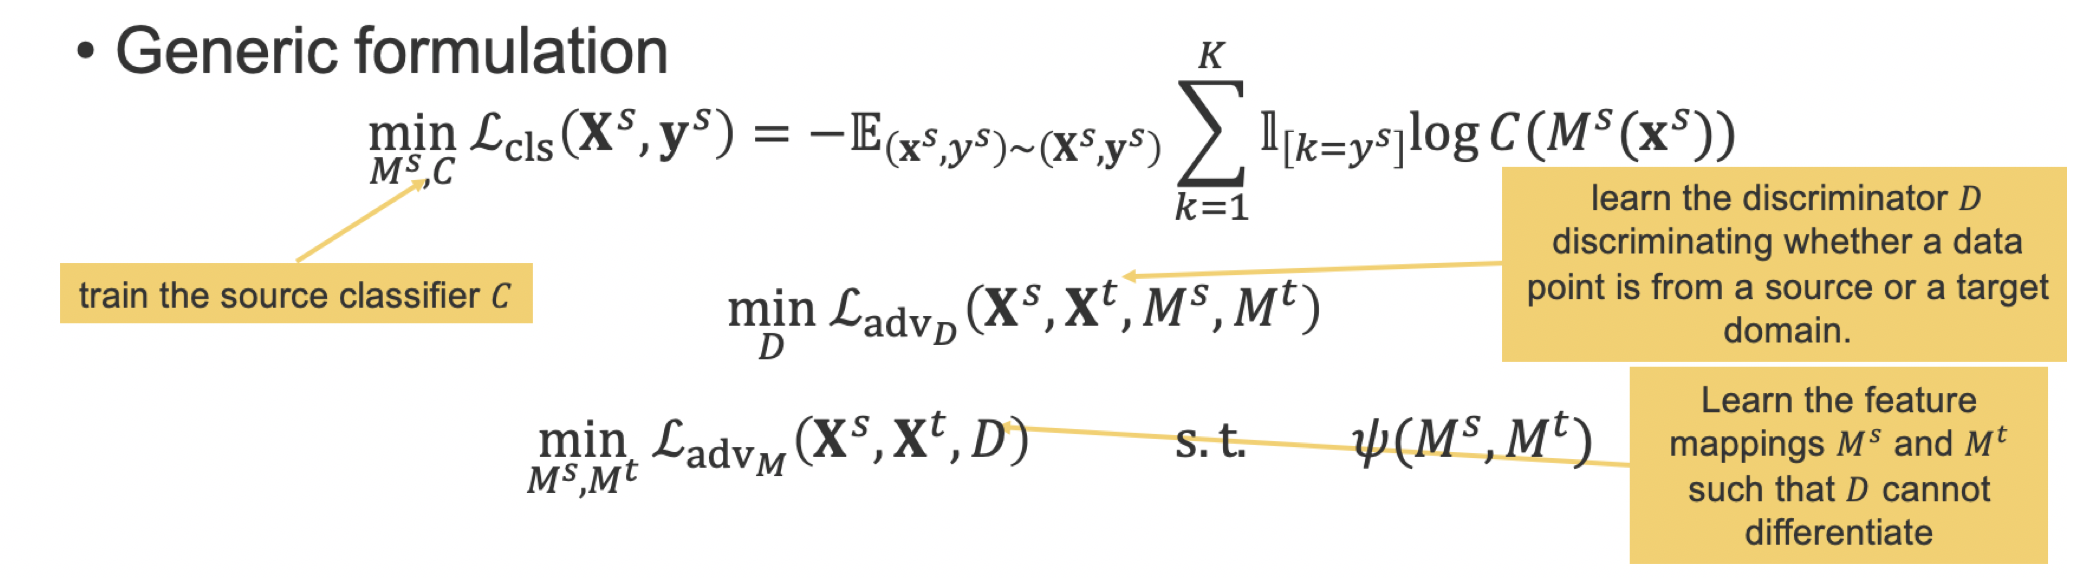 • Generic formulation
min_{M^s,C} ℒ_cls(𝐗^s, 𝐲^s) = −𝔼_{(𝐱^s,y^s)~(𝐗^s,𝐲^s)} ∑_{k=1}^{K} 𝟙_{[k=y^s]} log C(M^s(𝐱^s))
train the source classifier C
learn the discriminator D
discriminating whether a data
point is from a source or a target
domain.
min_D ℒ_{adv_D}(𝐗^s, 𝐗^t, M^s, M^t)
min_{M^s,M^t} ℒ_{adv_M}(𝐗^s, 𝐗^t, D) s.t. ψ(M^s, M^t)
Learn the feature
mappings M^s and M^t
such that D cannot
differentiate